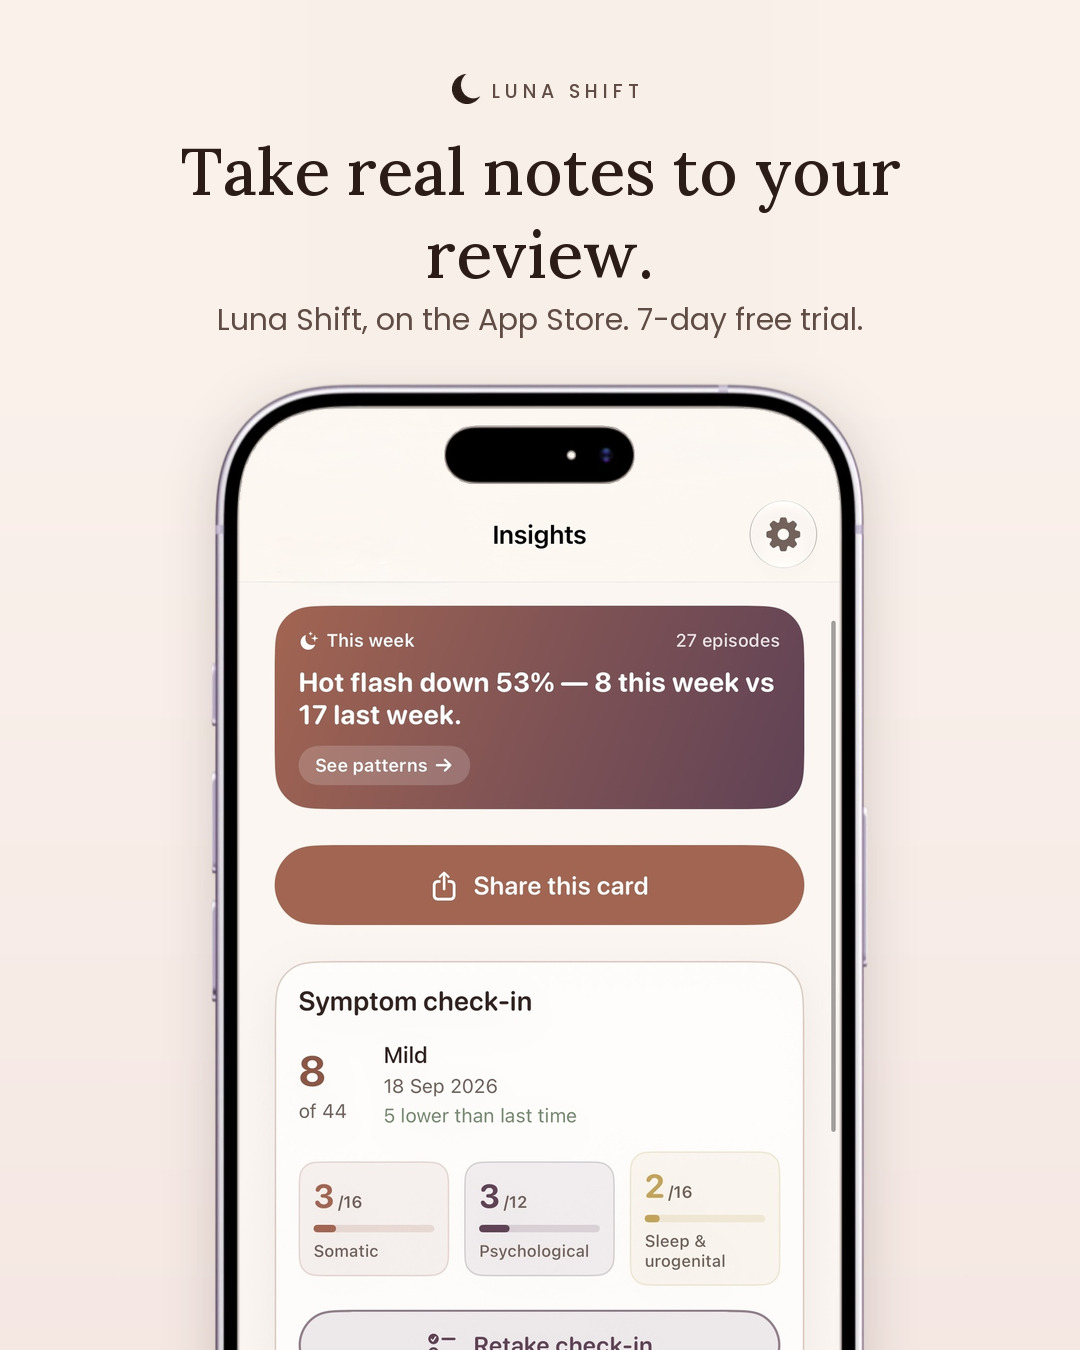 LUNA SHIFT
Take real notes to your
review.
Luna Shift, on the App Store. 7-day free trial.
Insights
This week
27 episodes
Hot flash down 53% — 8 this week vs
17 last week.
See patterns →
Share this card
Symptom check-in
8
of 44
Mild
18 Sep 2026
5 lower than last time
3 /16
Somatic
3 /12
Psychological
2 /16
Sleep &
urogenital
Retake check-in